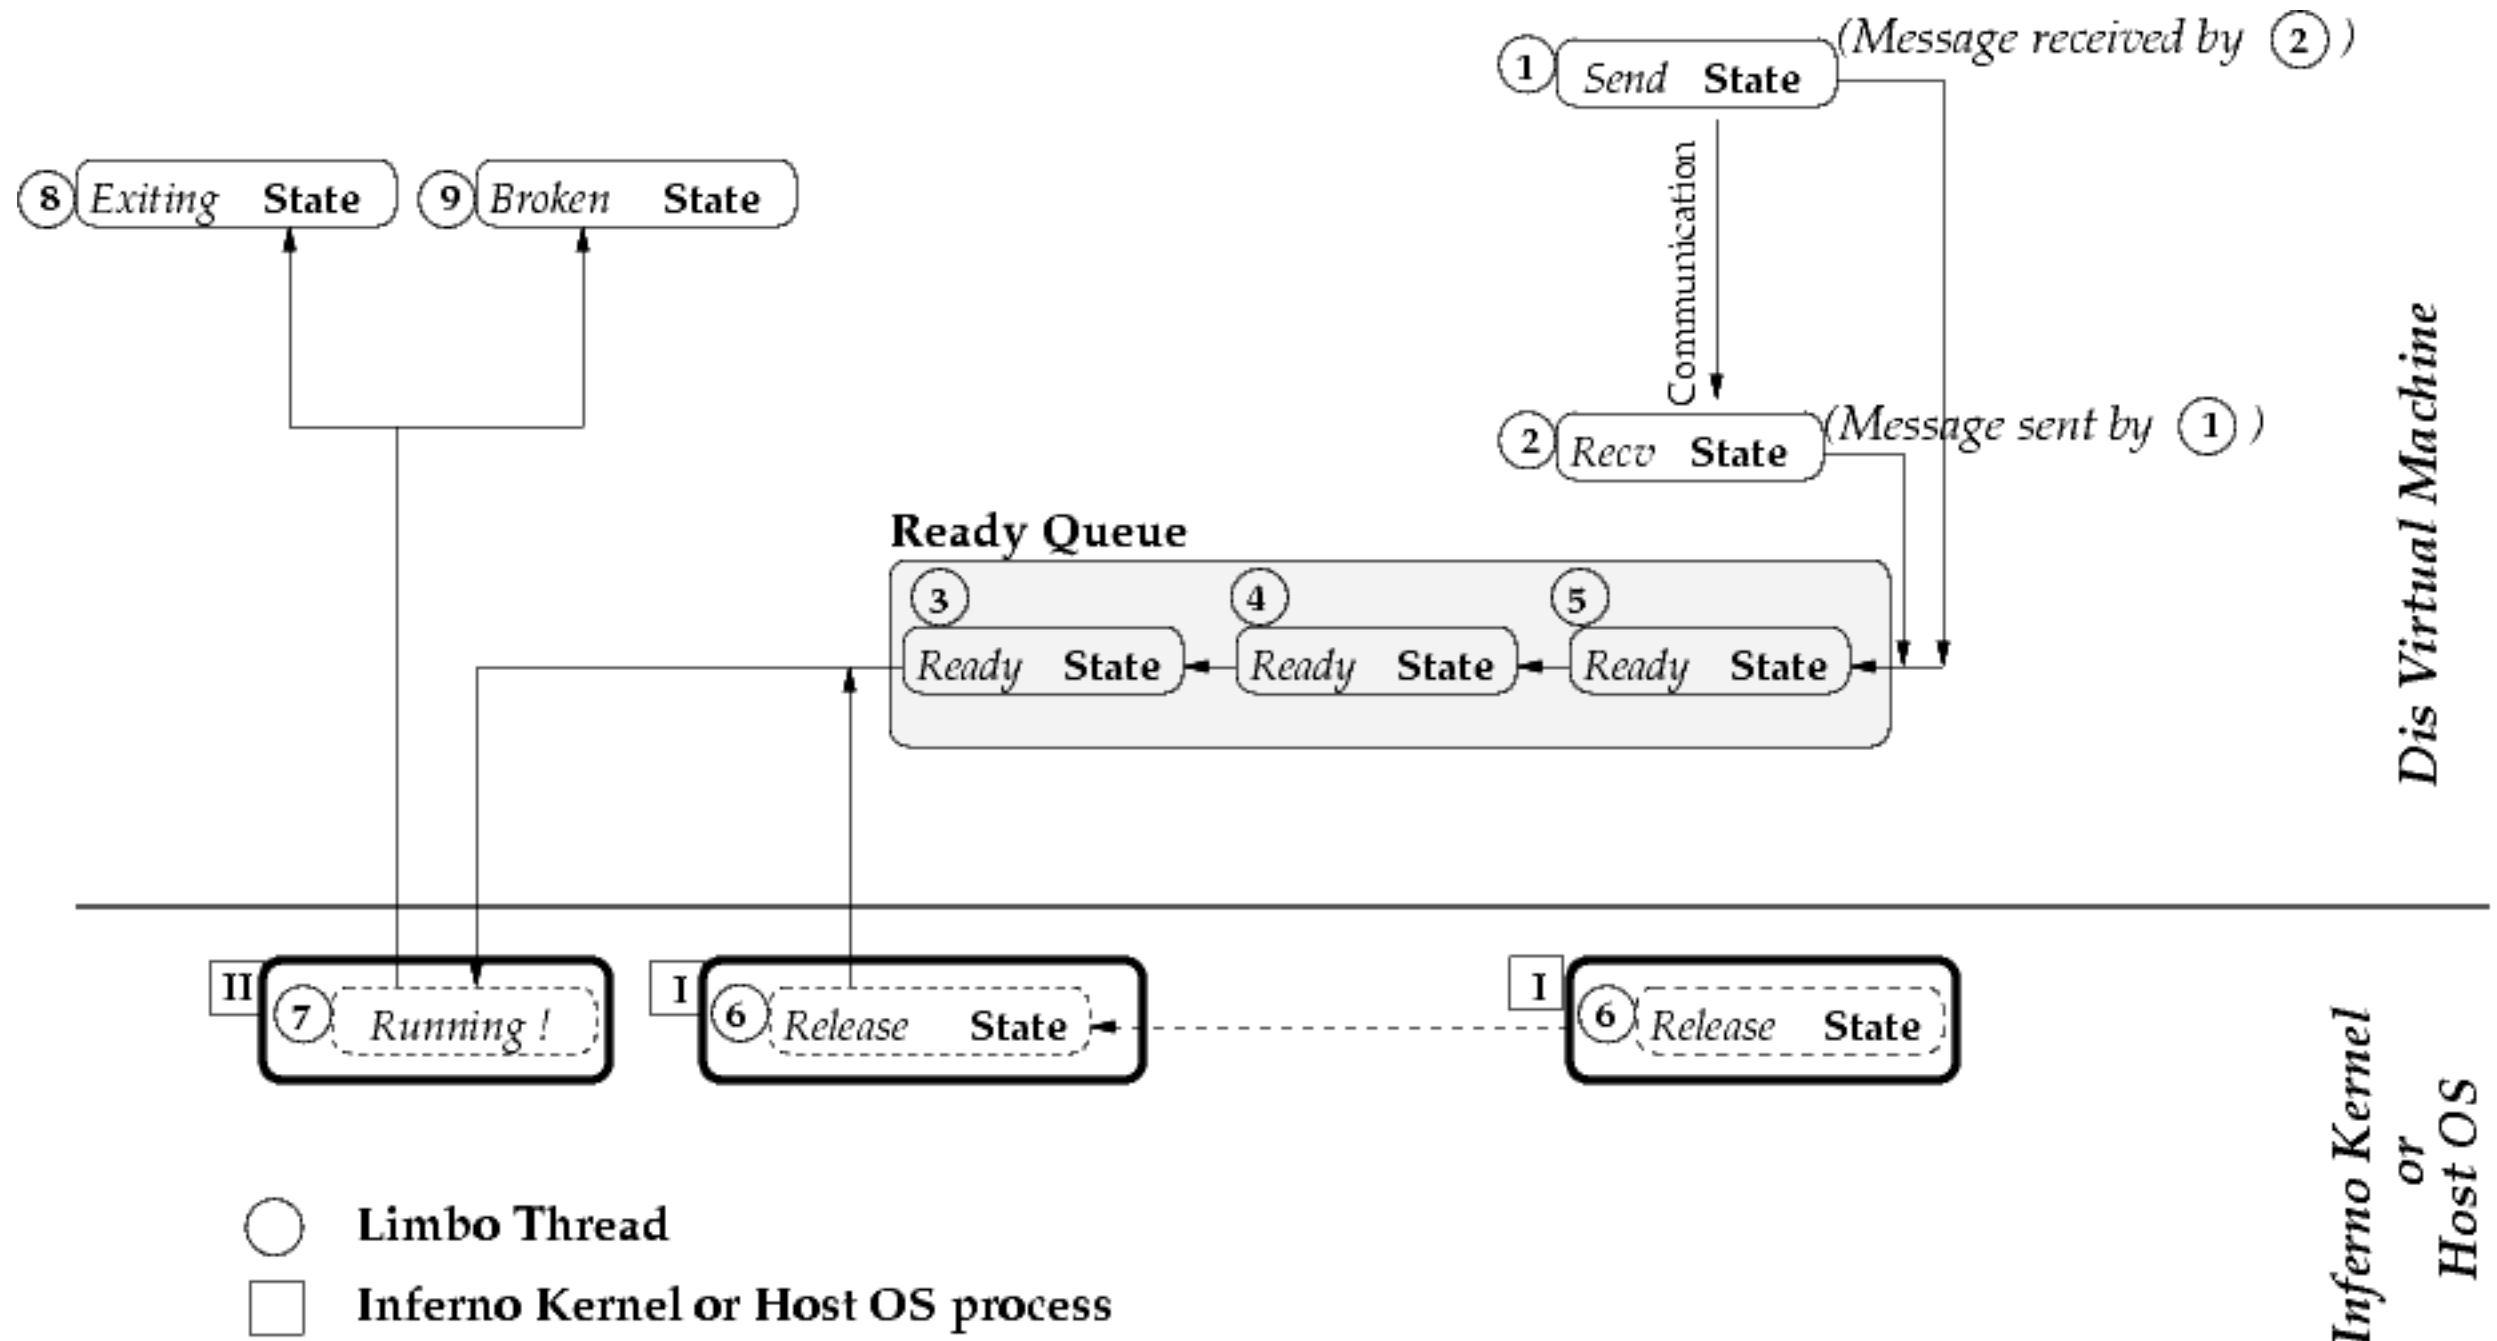 (Message received by 2 )
1 Send State
Communication
8 Exiting State
9 Broken State
(Message sent by 1 )
2 Recv State
Dis Virtual Machine
Ready Queue
3
4
5
Ready State
Ready State
Ready State
II
7 Running !
I
6 Release State
I
6 Release State
Inferno Kernel
or
Host OS
Limbo Thread
Inferno Kernel or Host OS process